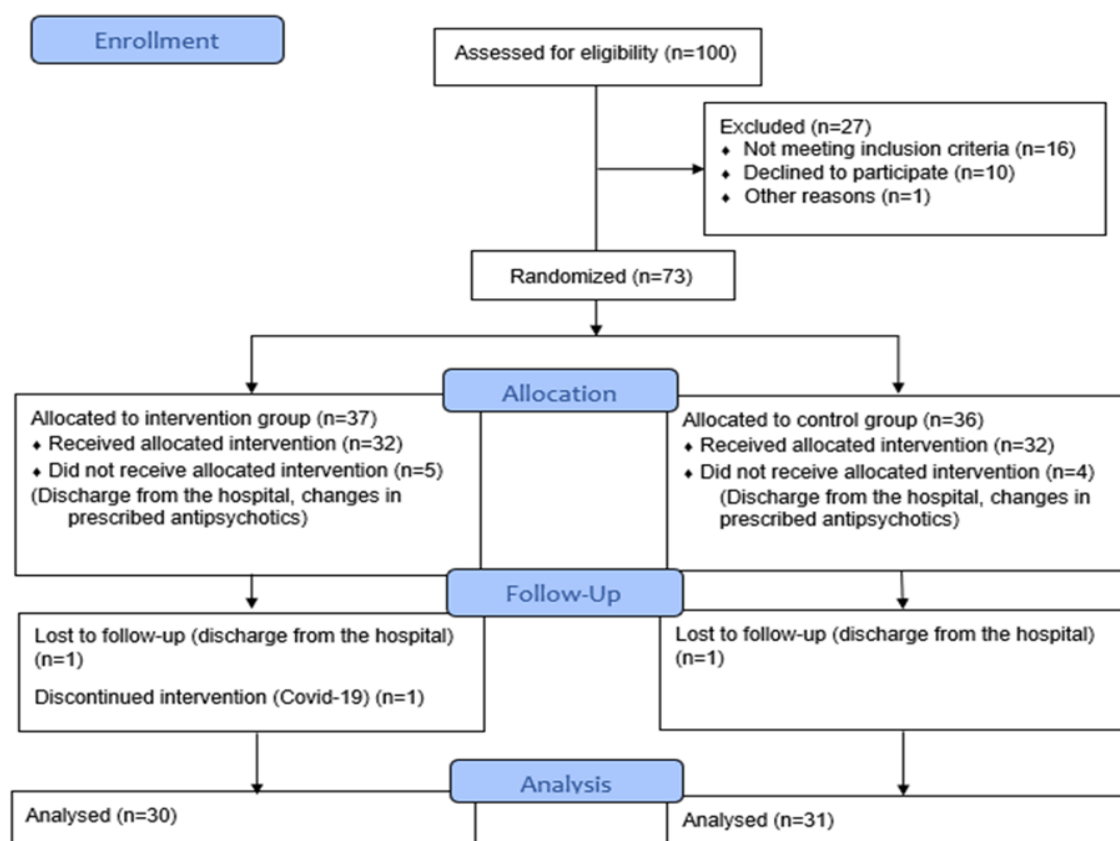 Enrollment
Assessed for eligibility (n=100)
Excluded (n=27)
♦ Not meeting inclusion criteria (n=16)
♦ Declined to participate (n=10)
♦ Other reasons (n=1)
Randomized (n=73)
Allocation
Allocated to intervention group (n=37)
♦ Received allocated intervention (n=32)
♦ Did not receive allocated intervention (n=5)
(Discharge from the hospital, changes in
prescribed antipsychotics)
Allocated to control group (n=36)
♦ Received allocated intervention (n=32)
♦ Did not receive allocated intervention (n=4)
(Discharge from the hospital, changes in
prescribed antipsychotics)
Follow-Up
Lost to follow-up (discharge from the hospital)
(n=1)
Discontinued intervention (Covid-19) (n=1)
Lost to follow-up (discharge from the hospital)
(n=1)
Analysis
Analysed (n=30)
Analysed (n=31)